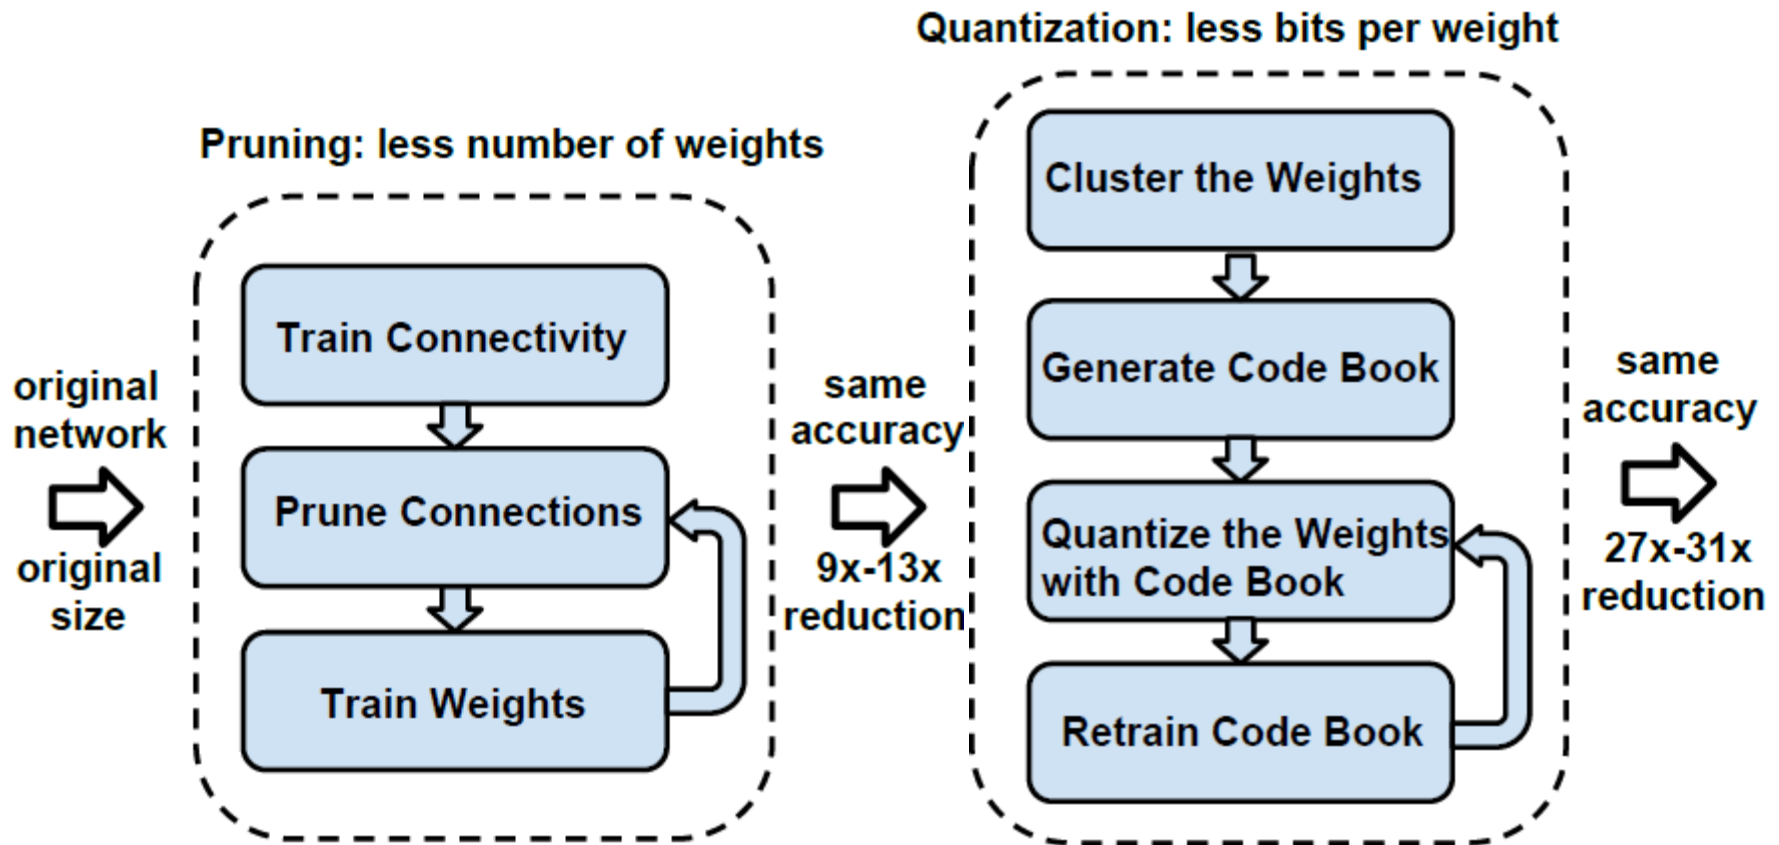 Quantization: less bits per weight
Pruning: less number of weights
original
network
original
size
Train Connectivity
Prune Connections
Train Weights
same
accuracy
9x-13x
reduction
Cluster the Weights
Generate Code Book
Quantize the Weights
with Code Book
Retrain Code Book
same
accuracy
27x-31x
reduction